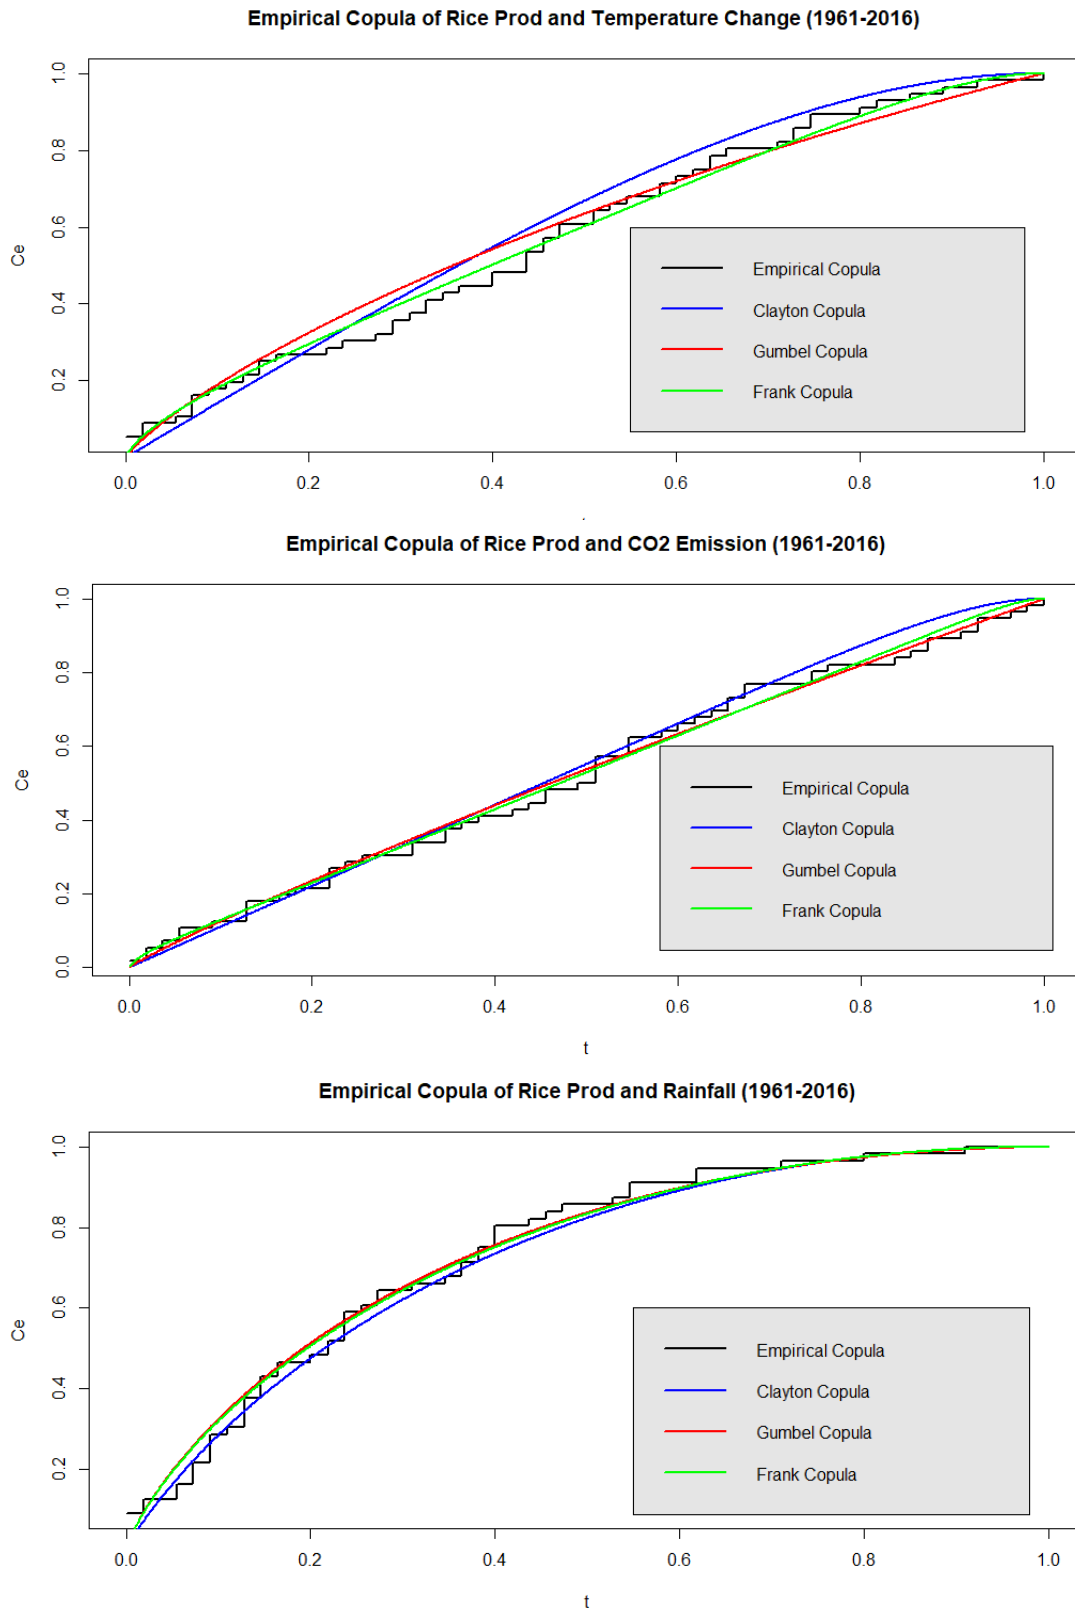 Empirical Copula of Rice Prod and Temperature Change (1961-2016)
1.0
0.8
0.6
0.4
0.2
Ce
Empirical Copula
Clayton Copula
Gumbel Copula
Frank Copula
0.0 0.2 0.4 0.6 0.8 1.0
Empirical Copula of Rice Prod and CO2 Emission (1961-2016)
1.0
0.8
0.6
0.4
0.2
0.0
Ce
Empirical Copula
Clayton Copula
Gumbel Copula
Frank Copula
0.0 0.2 0.4 0.6 0.8 1.0
t
Empirical Copula of Rice Prod and Rainfall (1961-2016)
1.0
0.8
0.6
0.4
0.2
Ce
Empirical Copula
Clayton Copula
Gumbel Copula
Frank Copula
0.0 0.2 0.4 0.6 0.8 1.0
t